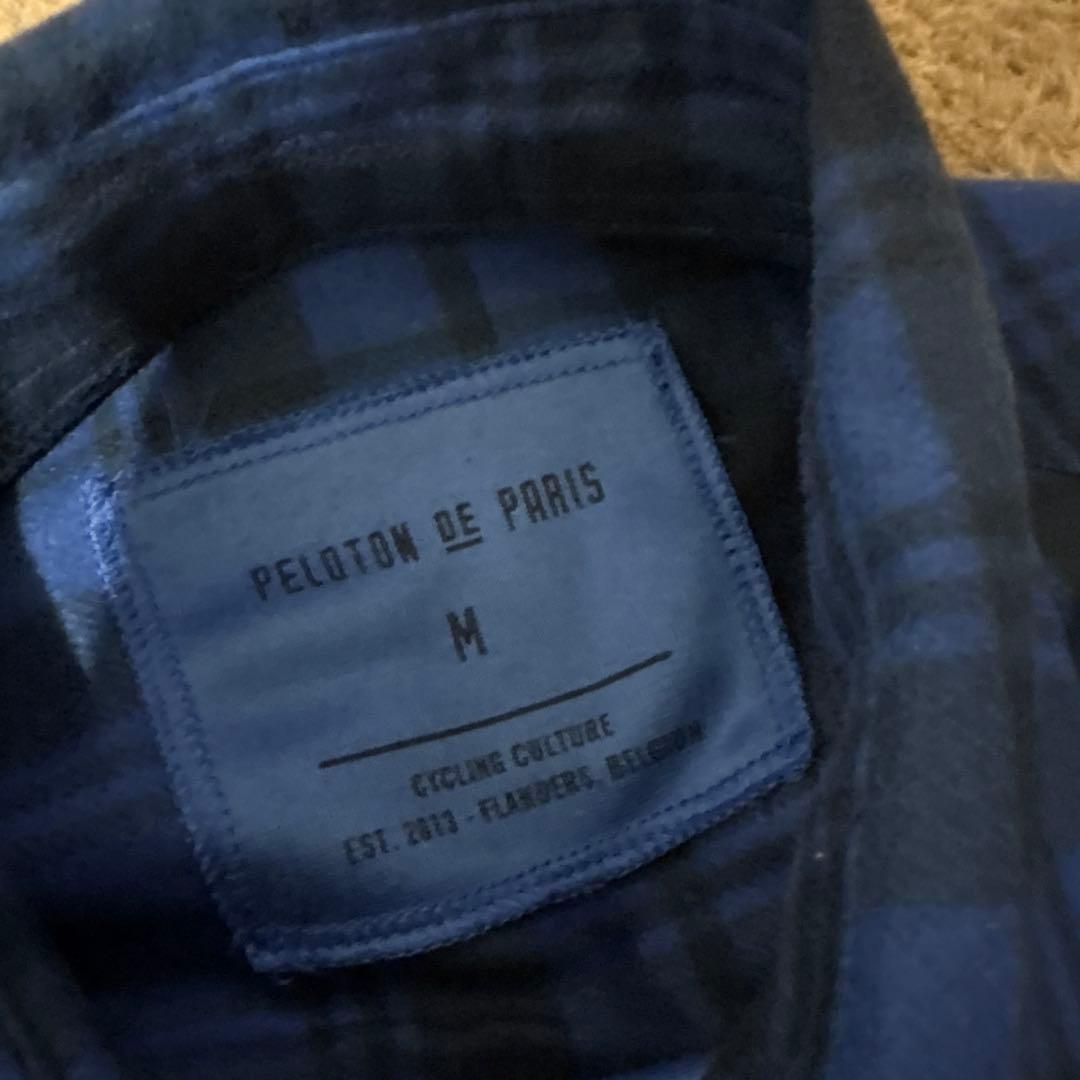 PELOTON DE PARIS
M
CYCLING CULTURE
EST. 2013 - FLANDERS, BELGIUM